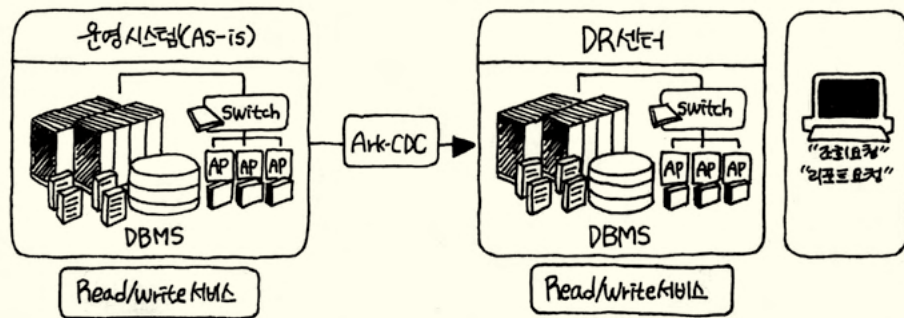 운영시스템(AS-is)
Switch
AP AP AP
DBMS
Read/Write서비스
Ark-CDC
DR센터
Switch
AP AP AP
DBMS
Read/Write서비스
"조회요청"
"리포트요청"